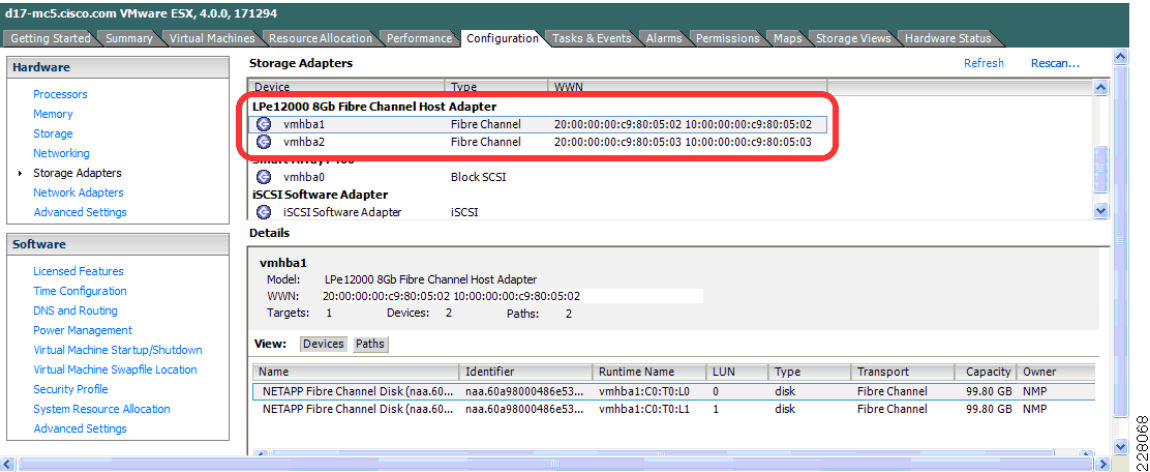 d17-mc5.cisco.com VMware ESX, 4.0.0, 171294
Getting Started Summary Virtual Machines Resource Allocation Performance Configuration Tasks & Events Alarms Permissions Maps Storage Views Hardware Status
Hardware
Processors
Memory
Storage
Networking
Storage Adapters
Network Adapters
Advanced Settings
Software
Licensed Features
Time Configuration
DNS and Routing
Power Management
Virtual Machine Startup/Shutdown
Virtual Machine Swapfile Location
Security Profile
System Resource Allocation
Advanced Settings
Storage Adapters Refresh Rescan...
Device Type WWN
LPe12000 8Gb Fibre Channel Host Adapter
vmhba1 Fibre Channel 20:00:00:00:c9:80:05:02 10:00:00:00:c9:80:05:02
vmhba2 Fibre Channel 20:00:00:00:c9:80:05:03 10:00:00:00:c9:80:05:03
Smart Array
vmhba0 Block SCSI
iSCSI Software Adapter
iSCSI Software Adapter iSCSI
Details
vmhba1
Model: LPe12000 8Gb Fibre Channel Host Adapter
WWN: 20:00:00:00:c9:80:05:02 10:00:00:00:c9:80:05:02
Targets: 1 Devices: 2 Paths: 2
View: Devices Paths
Name Identifier Runtime Name LUN Type Transport Capacity Owner
NETAPP Fibre Channel Disk (naa.60... naa.60a98000486e53... vmhba1:C0:T0:L0 0 disk Fibre Channel 99.80 GB NMP
NETAPP Fibre Channel Disk (naa.60... naa.60a98000486e53... vmhba1:C0:T0:L1 1 disk Fibre Channel 99.80 GB NMP
228068